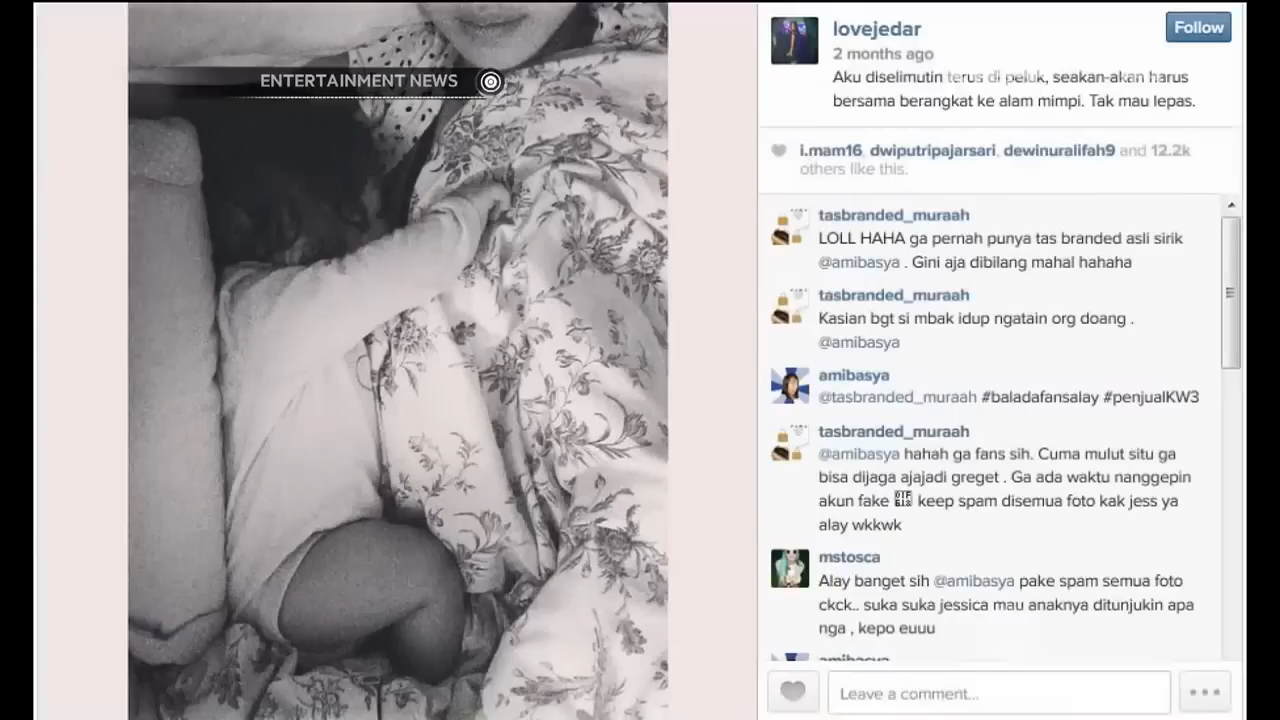 ENTERTAINMENT NEWS
lovejedar
Follow
2 months ago
Aku diselimutin terus di peluk, seakan-akan harus
bersama berangkat ke alam mimpi. Tak mau lepas.
i.mam16, dwiputripajarsari, dewinuralifah9 and 12.2k
others like this.
tasbranded_muraah
LOLL HAHA ga pernah punya tas branded asli sirik
@amibasya . Gini aja dibilang mahal hahaha
tasbranded_muraah
Kasian bgt si mbak idup ngatain org doang .
@amibasya
amibasya
@tasbranded_muraah #baladafansalay #penjualKW3
tasbranded_muraah
@amibasya hahah ga fans sih. Cuma mulut situ ga
bisa dijaga ajajadi greget . Ga ada waktu nanggepin
akun fake keep spam disemua foto kak jess ya
alay wkkwk
mstosca
Alay banget sih @amibasya pake spam semua foto
ckck.. suka suka jessica mau anaknya ditunjukin apa
nga , kepo euuu
amibasya
Leave a comment...